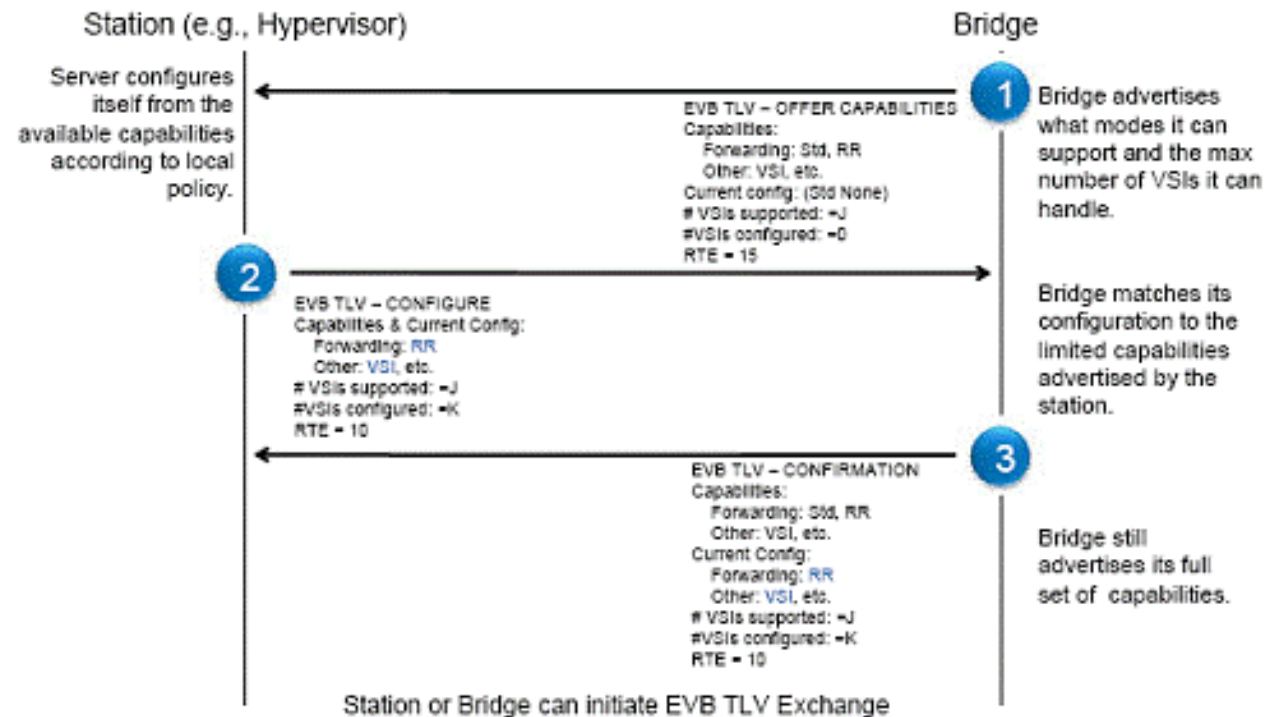 Station (e.g., Hypervisor)
Bridge
Server configures
itself from the
available capabilities
according to local
policy.
1
EVB TLV – OFFER CAPABILITIES
Capabilities:
Forwarding: Std, RR
Other: VSI, etc.
Current config: (Std None)
# VSIs supported: =J
#VSIs configured: =0
RTE = 15
Bridge advertises
what modes it can
support and the max
number of VSIs it can
handle.
2
EVB TLV – CONFIGURE
Capabilities & Current Config:
Forwarding: RR
Other: VSI, etc.
# VSIs supported: =J
#VSIs configured: =K
RTE = 10
Bridge matches its
configuration to the
limited capabilities
advertised by the
station.
3
EVB TLV – CONFIRMATION
Capabilities:
Forwarding: Std, RR
Other: VSI, etc.
Current Config:
Forwarding: RR
Other: VSI, etc.
# VSIs supported: =J
#VSIs configured: =K
RTE = 10
Bridge still
advertises its full
set of capabilities.
Station or Bridge can initiate EVB TLV Exchange